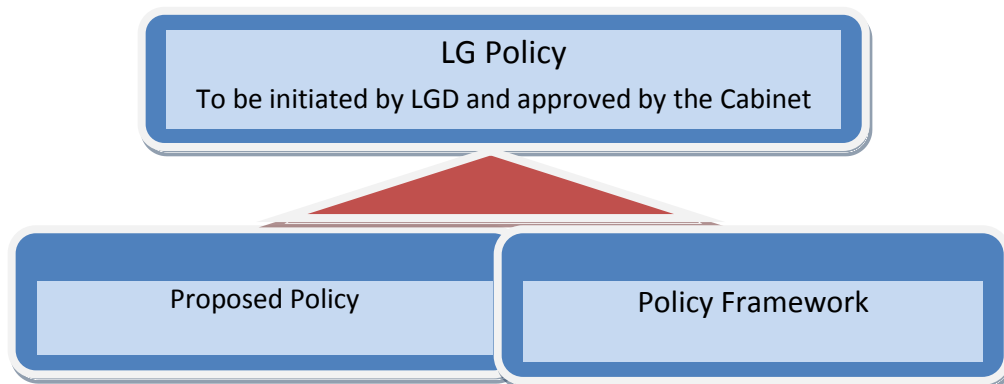 LG Policy
To be initiated by LGD and approved by the Cabinet
Proposed Policy
Policy Framework